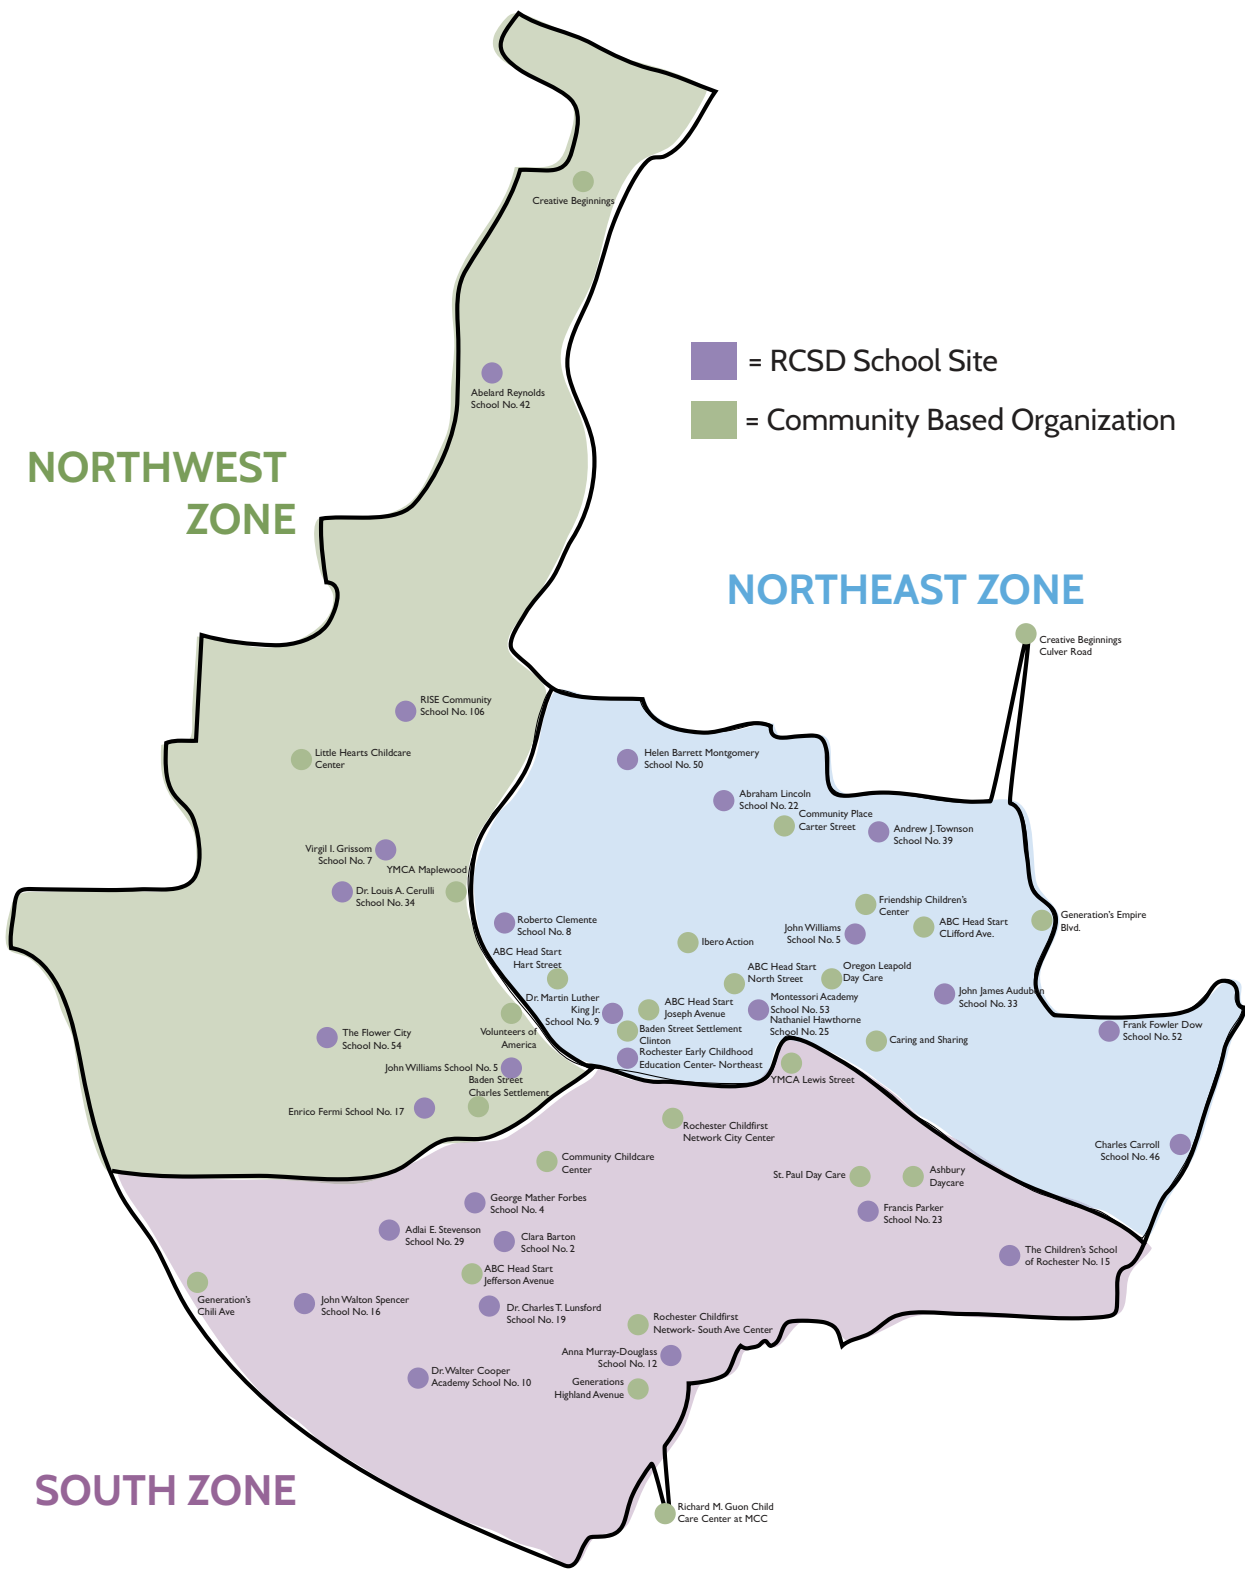 Creative Beginnings
= RCSD School Site
Abelard Reynolds
School No. 42
= Community Based Organization
NORTHWEST
ZONE
NORTHEAST ZONE
Creative Beginnings
Culver Road
RISE Community
School No. 106
Little Hearts Childcare
Center
Helen Barrett Montgomery
School No. 50
Abraham Lincoln
School No. 22
Community Place
Carter Street
Andrew J. Townson
School No. 39
Virgil I. Grissom
School No. 7
YMCA Maplewood
Dr. Louis A. Cerulli
School No. 34
Friendship Children's
Center
Roberto Clemente
School No. 8
John Williams
School No. 5
ABC Head Start
CLifford Ave.
Generation's Empire
Blvd.
Ibero Action
ABC Head Start
Hart Street
ABC Head Start
North Street
Oregon Leapold
Day Care
Dr. Martin Luther
King Jr.
School No. 9
ABC Head Start
Joseph Avenue
Montessori Academy
School No. 53
Nathaniel Hawthorne
School No. 25
John James Audubon
School No. 33
Volunteers of
America
Baden Street Settlement
Clinton
The Flower City
School No. 54
Rochester Early Childhood
Education Center- Northeast
Caring and Sharing
Frank Fowler Dow
School No. 52
John Williams School No. 5
Baden Street
Charles Settlement
YMCA Lewis Street
Enrico Fermi School No. 17
Rochester Childfirst
Network City Center
Charles Carroll
School No. 46
Community Childcare
Center
St. Paul Day Care
Ashbury
Daycare
George Mather Forbes
School No. 4
Francis Parker
School No. 23
Adlai E. Stevenson
School No. 29
Clara Barton
School No. 2
The Children's School
of Rochester No. 15
ABC Head Start
Jefferson Avenue
Generation's
Chili Ave
John Walton Spencer
School No. 16
Dr. Charles T. Lunsford
School No. 19
Rochester Childfirst
Network- South Ave Center
Anna Murray-Douglass
School No. 12
Dr. Walter Cooper
Academy School No. 10
Generations
Highland Avenue
SOUTH ZONE
Richard M. Guon Child
Care Center at MCC